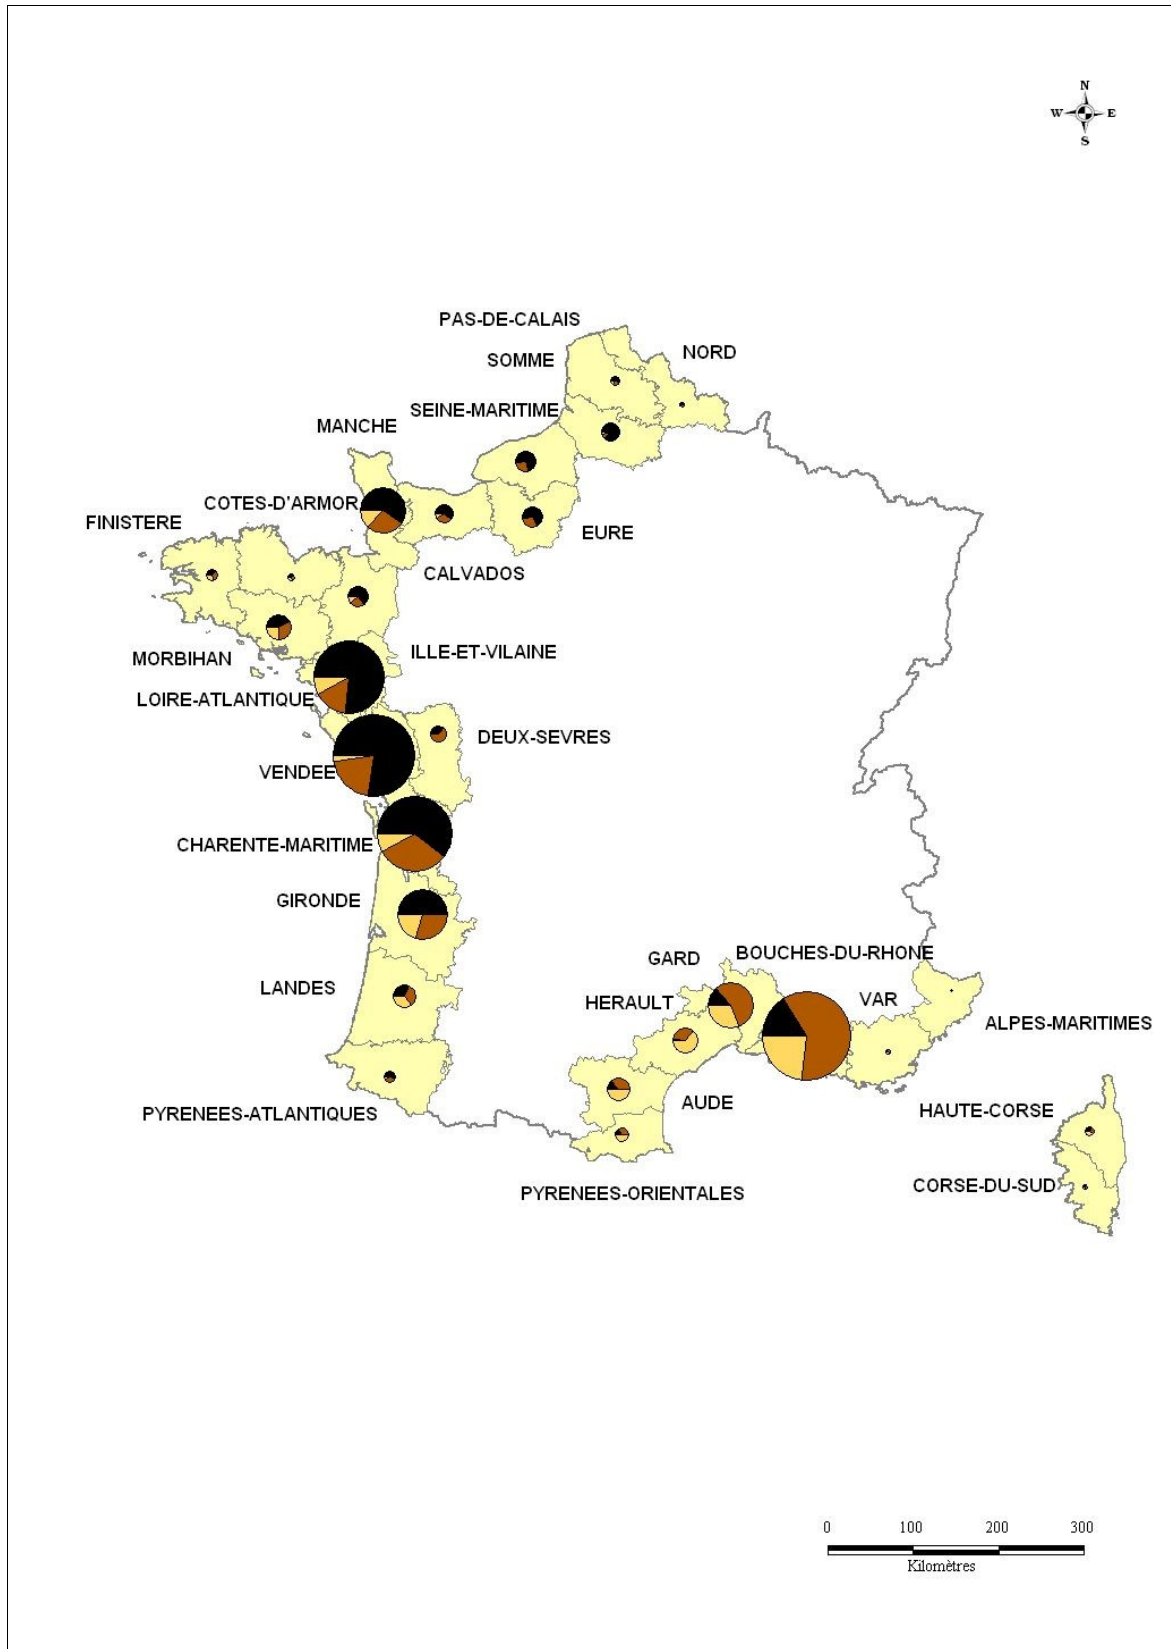 N
W E
S
PAS-DE-CALAIS
SOMME
NORD
SEINE-MARITIME
MANCHE
COTES-D'ARMOR
FINISTERE
EURE
CALVADOS
ILLE-ET-VILAINE
MORBIHAN
LOIRE-ATLANTIQUE
DEUX-SEVRES
VENDEE
CHARENTE-MARITIME
GIRONDE
BOUCHES-DU-RHONE
GARD
LANDES
HERAULT
VAR
ALPES-MARITIMES
AUDE
PYRENEES-ATLANTIQUES
HAUTE-CORSE
CORSE-DU-SUD
PYRENEES-ORIENTALES
0 100 200 300
Kilomètres